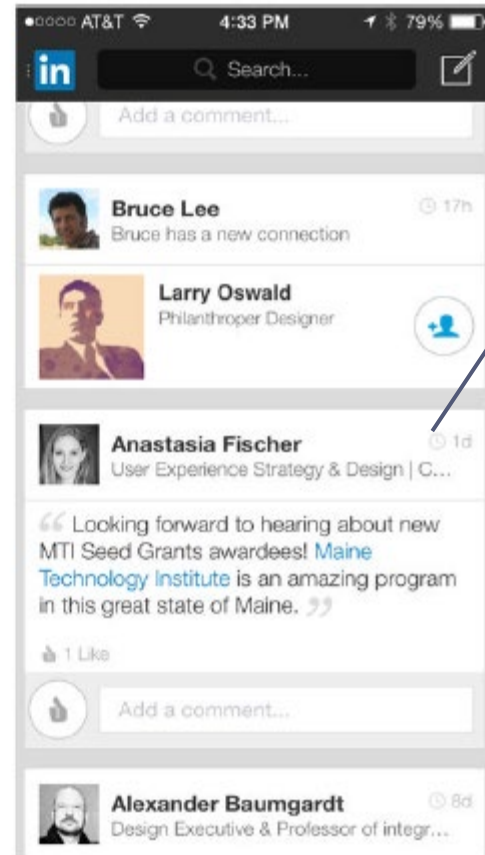 AT&T 4:33 PM 79%
in Search...
Add a comment...
Bruce Lee 17h
Bruce has a new connection
Larry Oswald
Philanthroper Designer
Anastasia Fischer 1d
User Experience Strategy & Design | C...
“ Looking forward to hearing about new
MTI Seed Grants awardees! Maine
Technology Institute is an amazing program
in this great state of Maine. ”
1 Like
Add a comment...
Alexander Baumgardt 8d
Design Executive & Professor of integr...